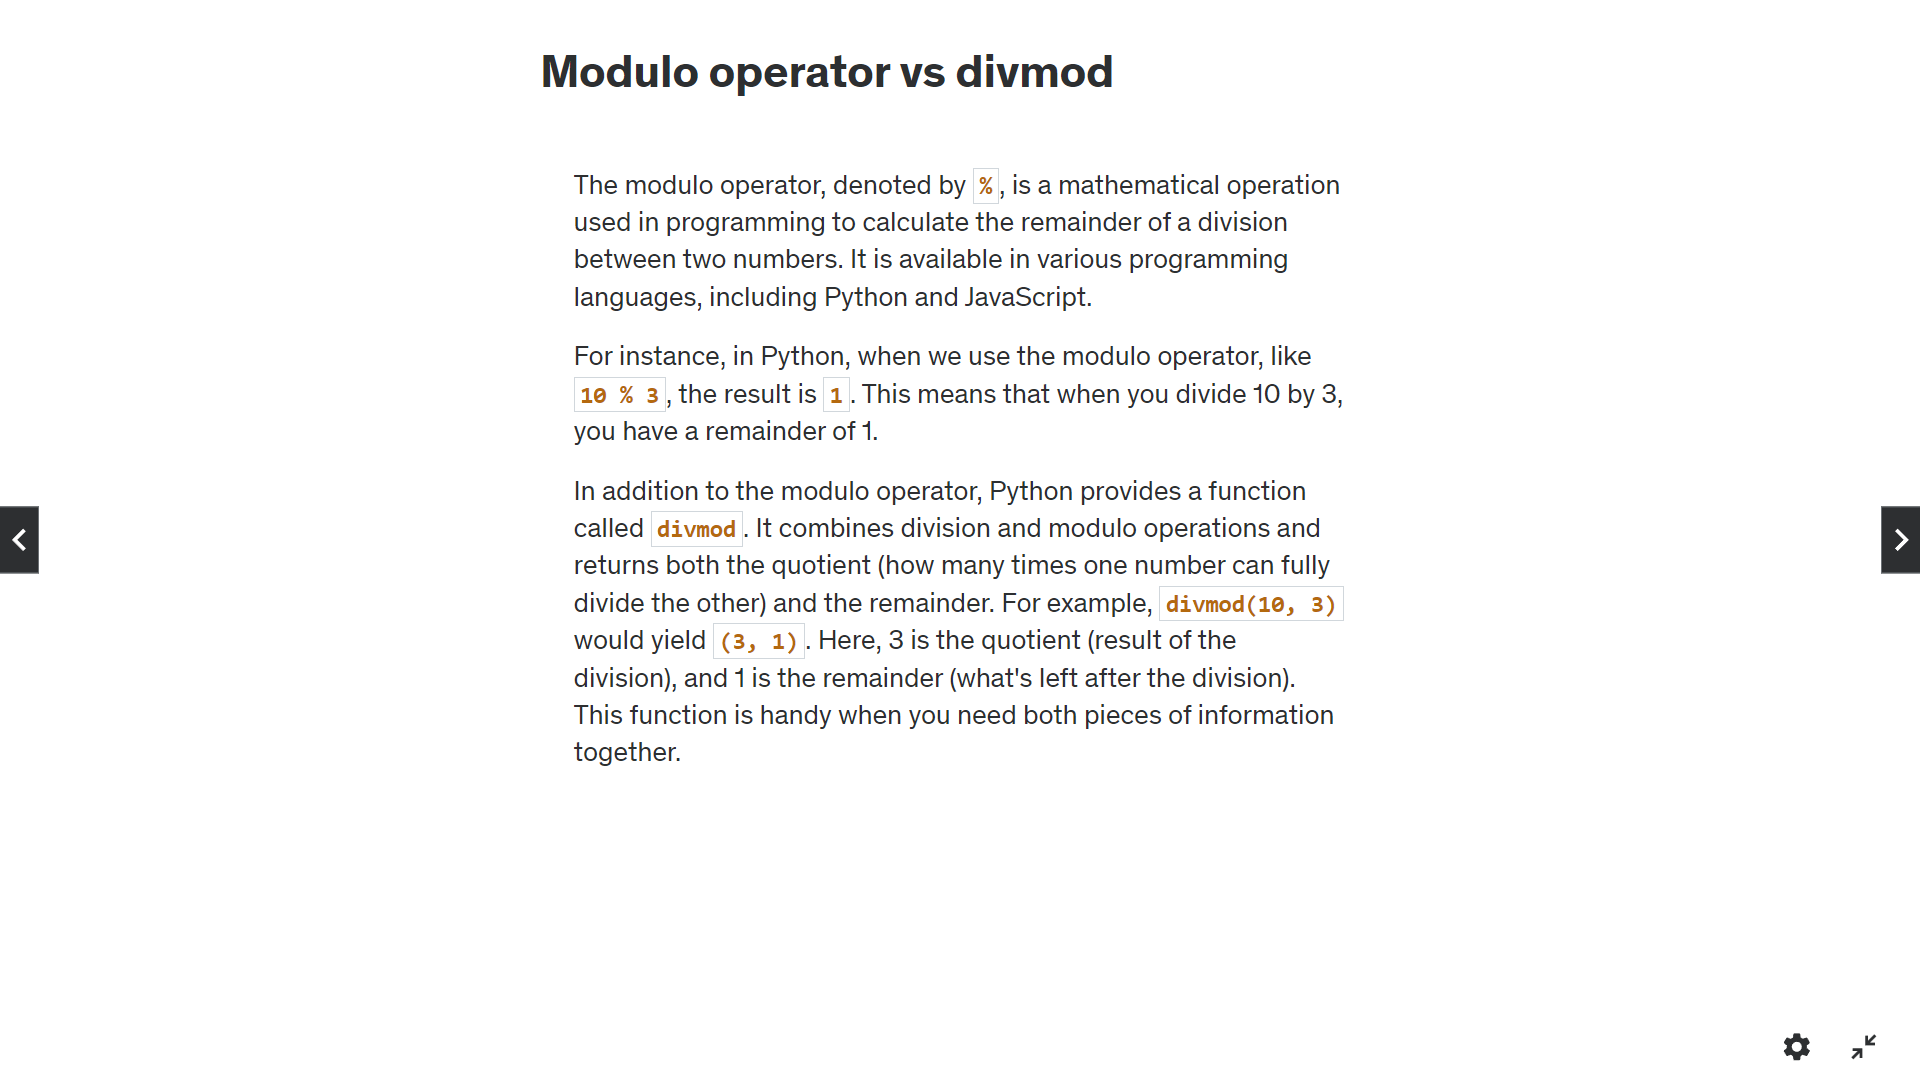 Modulo operator vs divmod
The modulo operator, denoted by %, is a mathematical operation
used in programming to calculate the remainder of a division
between two numbers. It is available in various programming
languages, including Python and JavaScript.
For instance, in Python, when we use the modulo operator, like
10 % 3, the result is 1. This means that when you divide 10 by 3,
you have a remainder of 1.
In addition to the modulo operator, Python provides a function
called divmod. It combines division and modulo operations and
returns both the quotient (how many times one number can fully
divide the other) and the remainder. For example, divmod(10, 3)
would yield (3, 1). Here, 3 is the quotient (result of the
division), and 1 is the remainder (what's left after the division).
This function is handy when you need both pieces of information
together.